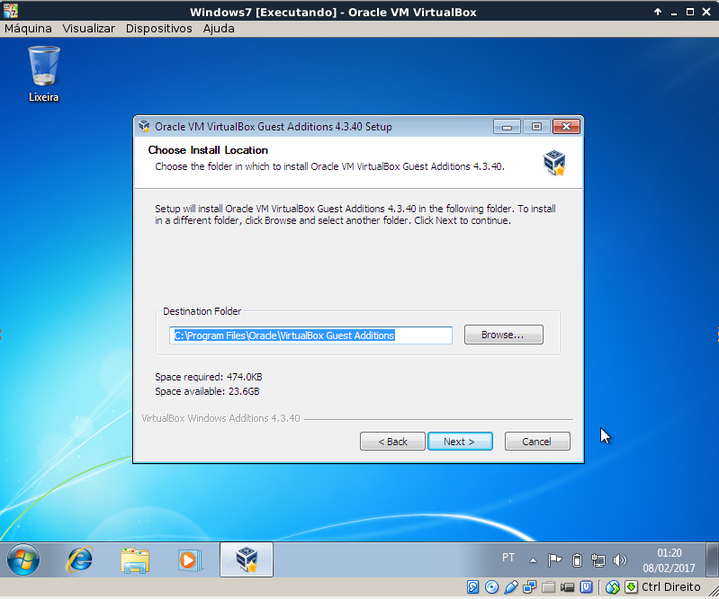 Windows7 [Executando] - Oracle VM VirtualBox
Máquina Visualizar Dispositivos Ajuda
Lixeira
Oracle VM VirtualBox Guest Additions 4.3.40 Setup
Choose Install Location
Choose the folder in which to install Oracle VM VirtualBox Guest Additions 4.3.40.
Setup will install Oracle VM VirtualBox Guest Additions 4.3.40 in the following folder. To install
in a different folder, click Browse and select another folder. Click Next to continue.
Destination Folder
C:\Program Files\Oracle\VirtualBox Guest Additions
Browse...
Space required: 474.0KB
Space available: 23.6GB
VirtualBox Windows Additions 4.3.40
< Back Next > Cancel
PT
01:20
08/02/2017
Ctrl Direito